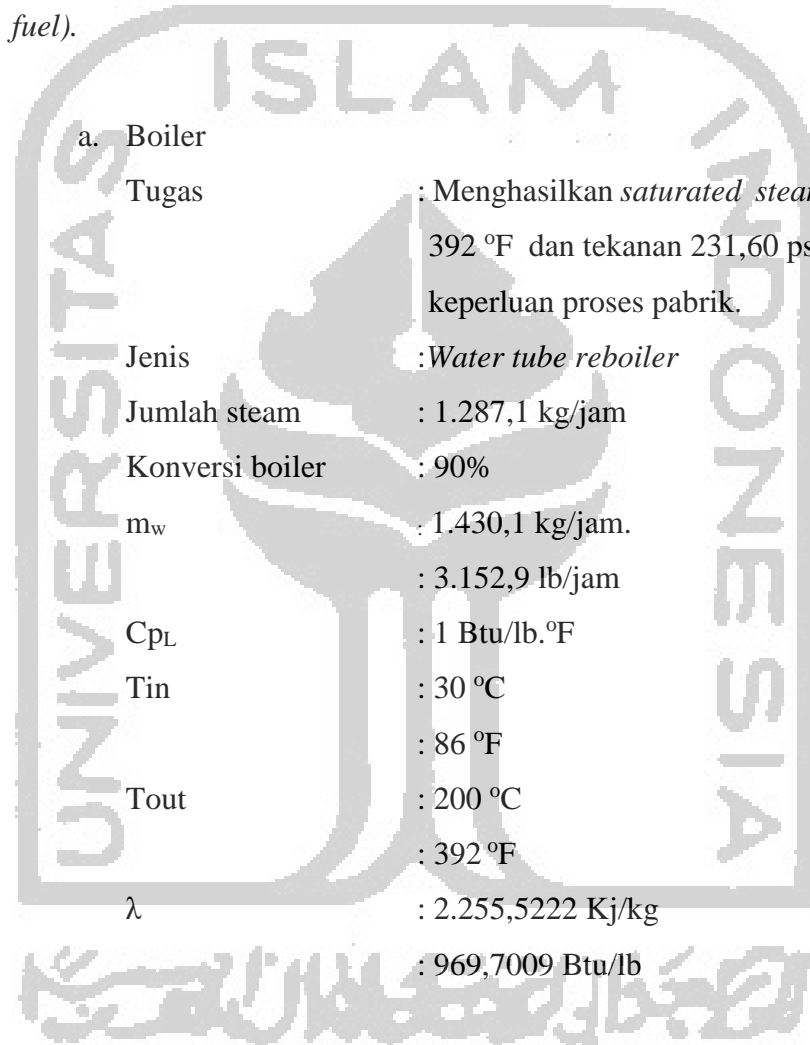 fuel).
ISLAM
UNIVERSITAS
INDONESIA
a. Boiler
Tugas : Menghasilkan saturated
392 °F dan tekanan 231,60
keperluan proses pabrik.
Jenis :Water tube reboiler
Jumlah steam : 1.287,1 kg/jam
Konversi boiler : 90%
mw : 1.430,1 kg/jam.
: 3.152,9 lb/jam
CpL : 1 Btu/lb.°F
Tin : 30 °C
: 86 °F
Tout : 200 °C
: 392 °F
λ : 2.255,5222 Kj/kg
: 969,7009 Btu/lb